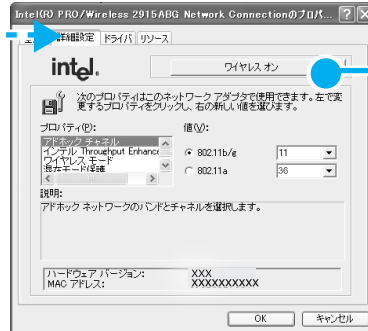 Intel(R) PRO/Wireless 2915ABG Network Connectionのプロパ...
詳細設定 ドライバ リソース
intel.
ワイヤレス オン
次のプロパティはこのネットワーク アダプタで使用できます。左で変
更するプロパティをクリックし、右の新しい値を選びます。
プロパティ(P):
値(V):
アドホック チャネル
インテル Throughput Enhanc
ワイヤレス モード
混在モード保護
802.11b/g
11
802.11a
36
説明:
アドホック ネットワークのバンドとチャネルを選択します。
ハードウェア バージョン: XXX
MAC アドレス: XXXXXXXXXX
OK
キャンセル